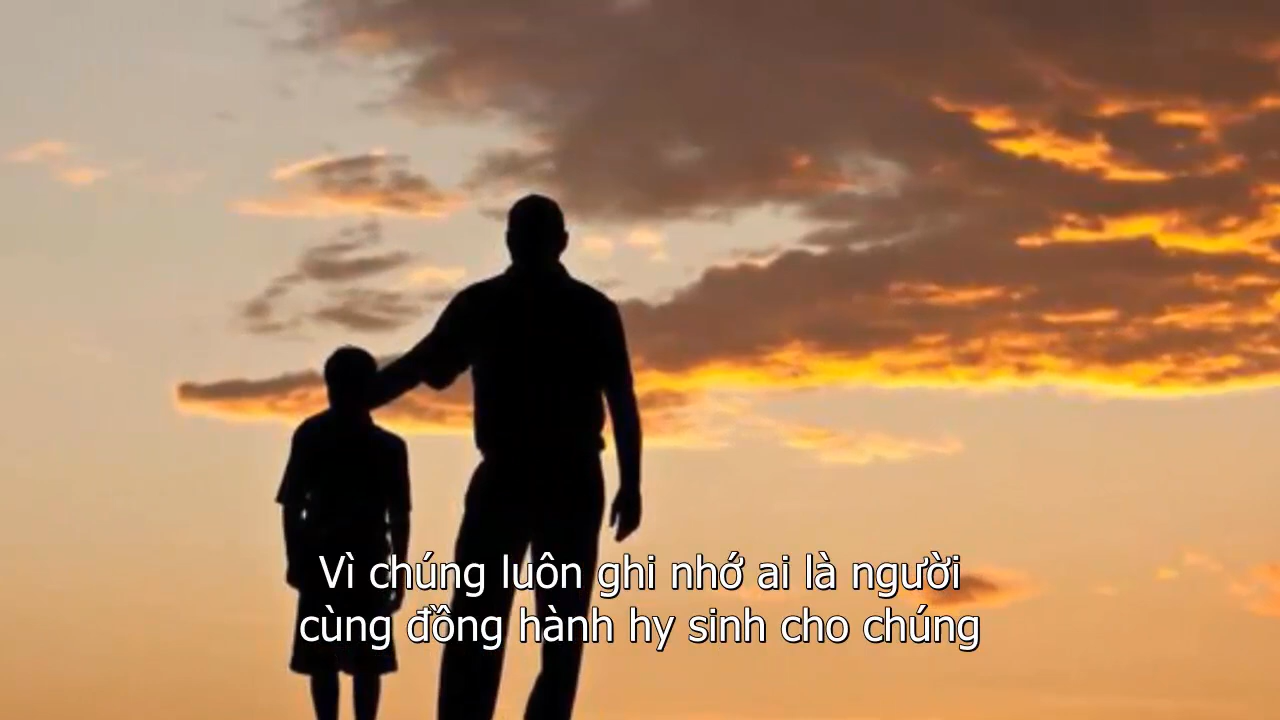 Vì chúng luôn ghi nhớ ai là người
cùng đồng hành hy sinh cho chúng